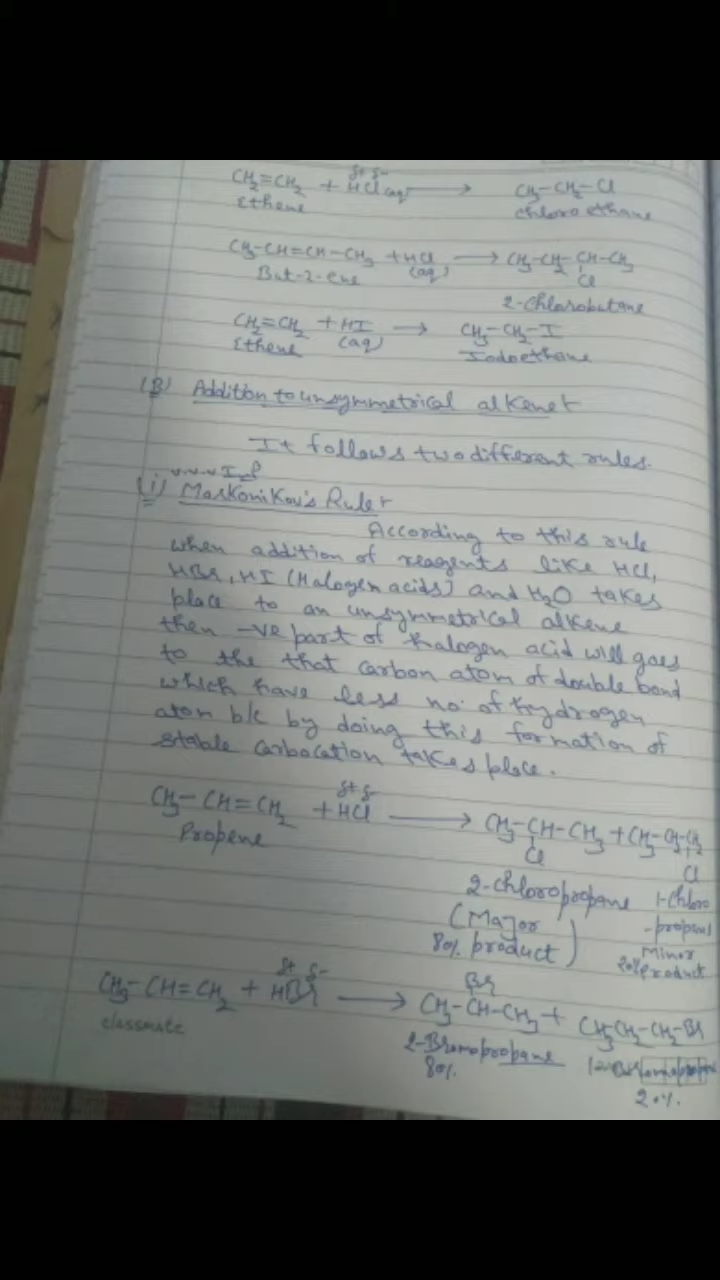 CH2=CH2 + HCl(aq) → CH3-CH2-Cl
δ+ δ-
Ethene
Chloroethane
CH3-CH=CH-CH3 + HCl (aq) → CH3-CH2-CH-CH3
Cl
But-2-ene
2-Chlorobutane
CH2=CH2 + HI (aq) → CH3-CH2-I
Ethene
Iodoethane
(B) Addition to unsymmetrical alkene+
It follows two different rules.
v.v.v Imp
(i) Markonikov's Rule+
According to this rule
when addition of reagents like HCl,
HBr, HI (Halogen acids) and H2O takes
place to an unsymmetrical alkene
then -ve part of halogen acid will goes
to the that carbon atom of double bond
which have less no. of hydrogen
atom b/c by doing this formation of
stable carbocation takes place.
δ+ δ-
CH3-CH=CH2 + HCl → CH3-CH-CH3 + CH3-CH2-CH2
Cl Cl
Propene
2-chloropropane 1-Chloro
(Major -propane
80% product) Minor
20% product
δ+ δ- Br
CH3-CH=CH2 + HBr → CH3-CH-CH3 + CH3CH2-CH2-Br
classmate
2-Bromopropane
80%
20%.